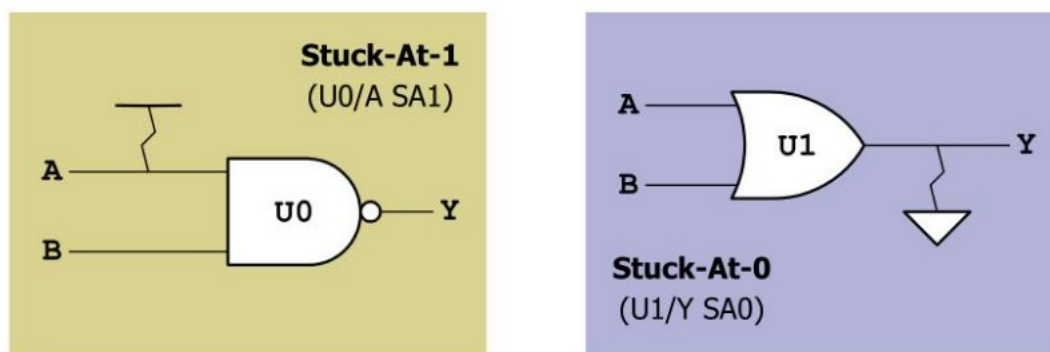 Stuck-At-1
(U0/A SA1)
A
U0
Y
B
A
U1
Y
B
Stuck-At-0
(U1/Y SA0)